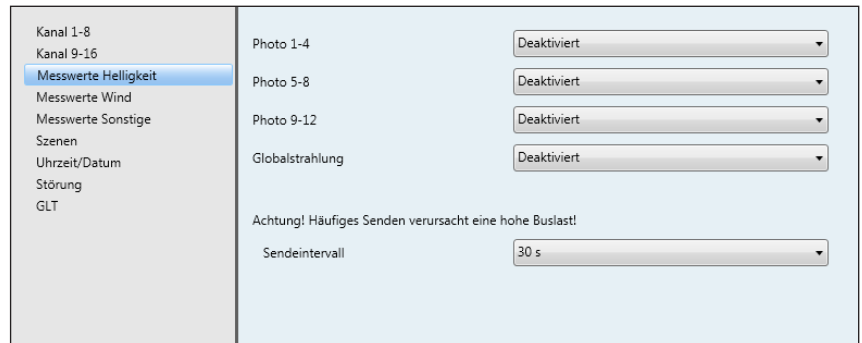 Kanal 1-8
Kanal 9-16
Messwerte Helligkeit
Messwerte Wind
Messwerte Sonstige
Szenen
Uhrzeit/Datum
Störung
GLT
Photo 1-4 Deaktiviert
Photo 5-8 Deaktiviert
Photo 9-12 Deaktiviert
Globalstrahlung Deaktiviert
Achtung! Häufiges Senden verursacht eine hohe Buslast!
Sendeintervall 30 s